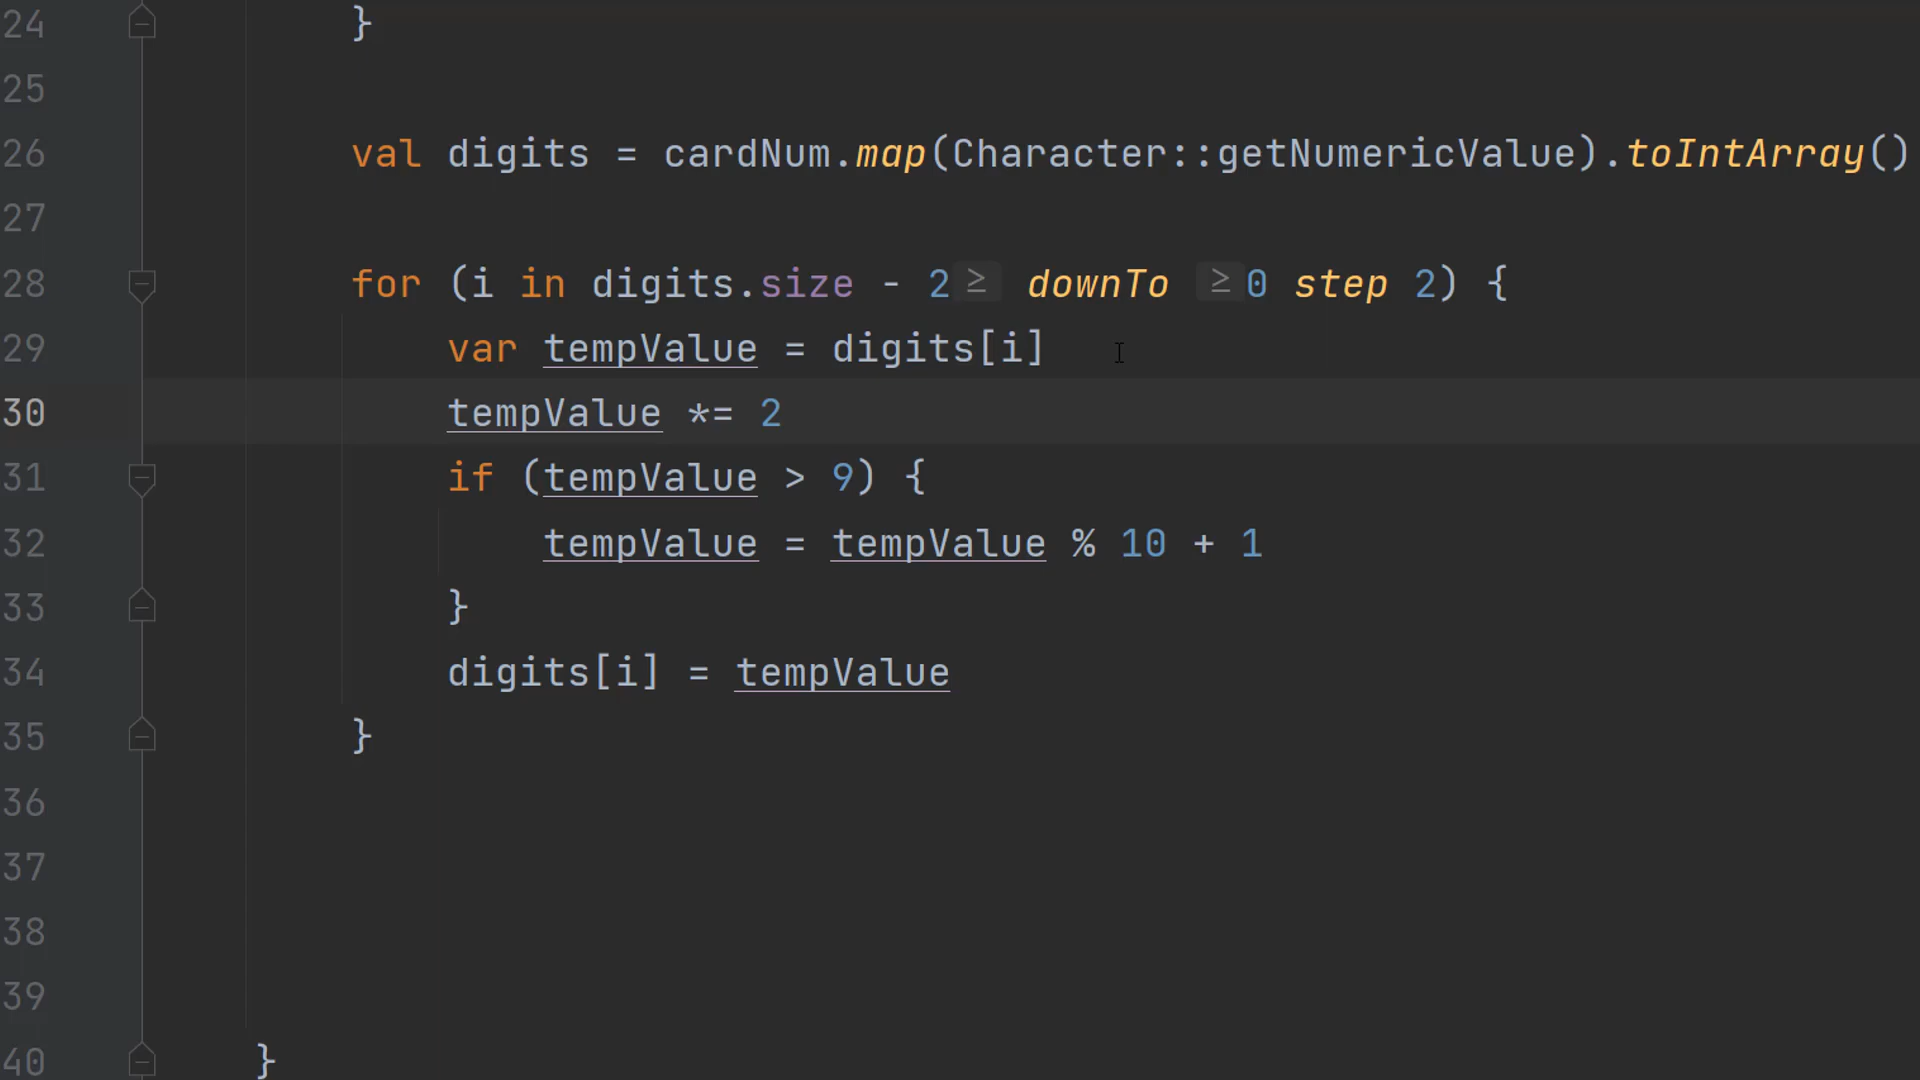 24 }
25
26 val digits = cardNum.map(Character::getNumericValue).toIntArray()
27
28 for (i in digits.size - 2 ≥ downTo ≥ 0 step 2) {
29 var tempValue = digits[i]
30 tempValue *= 2
31 if (tempValue > 9) {
32 tempValue = tempValue % 10 + 1
33 }
34 digits[i] = tempValue
35 }
36
37
38
39
40 }